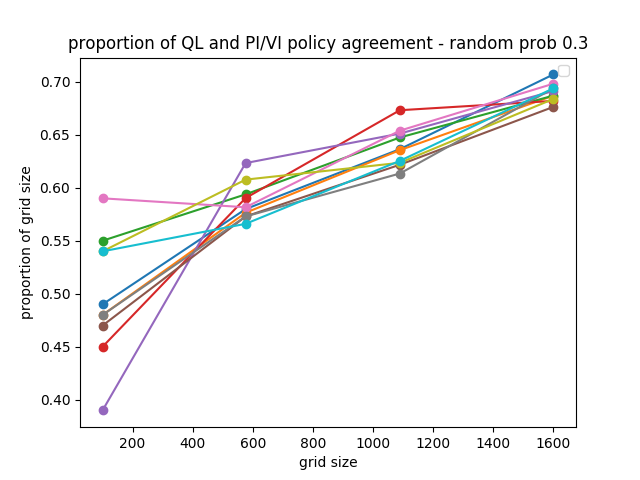 proportion of QL and PI/VI policy agreement - random prob 0.3
proportion of grid size
0.70
0.65
0.60
0.55
0.50
0.45
0.40
200 400 600 800 1000 1200 1400 1600
grid size